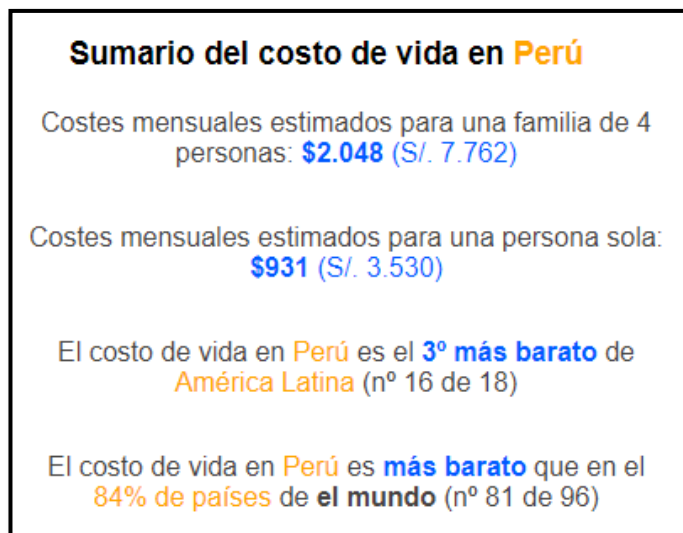 Sumario del costo de vida en Perú
Costes mensuales estimados para una familia de 4
personas: $2.048 (S/. 7.762)
Costes mensuales estimados para una persona sola:
$931 (S/. 3.530)
El costo de vida en Perú es el 3º más barato de
América Latina (nº 16 de 18)
El costo de vida en Perú es más barato que en el
84% de países de el mundo (nº 81 de 96)